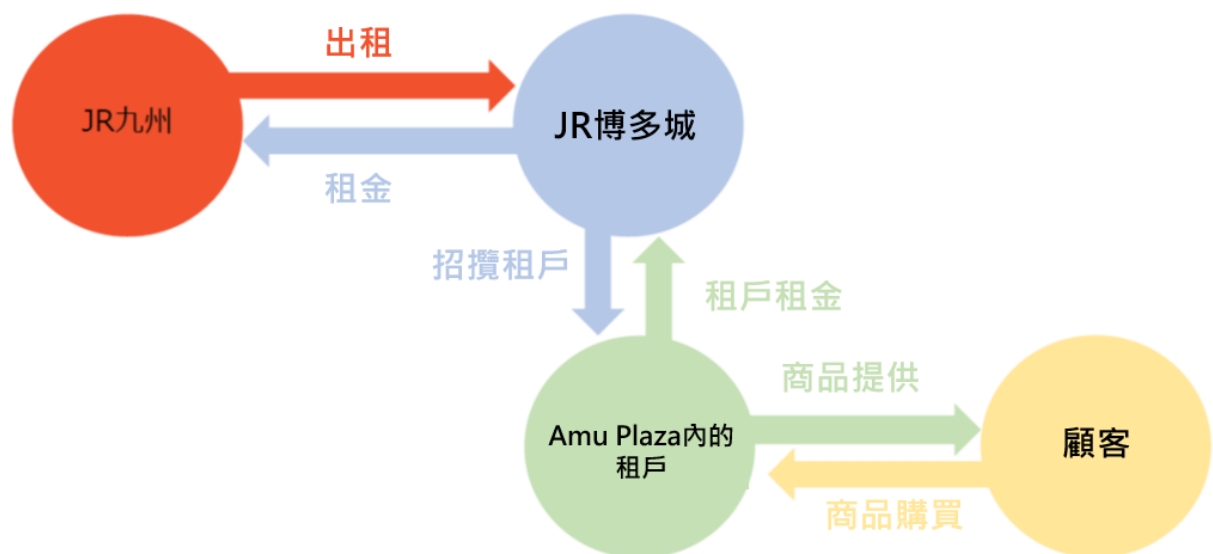 出租
JR九州
JR博多城
租金
招攬租戶
租戶租金
商品提供
Amu Plaza內的
租戶
顧客
商品購買